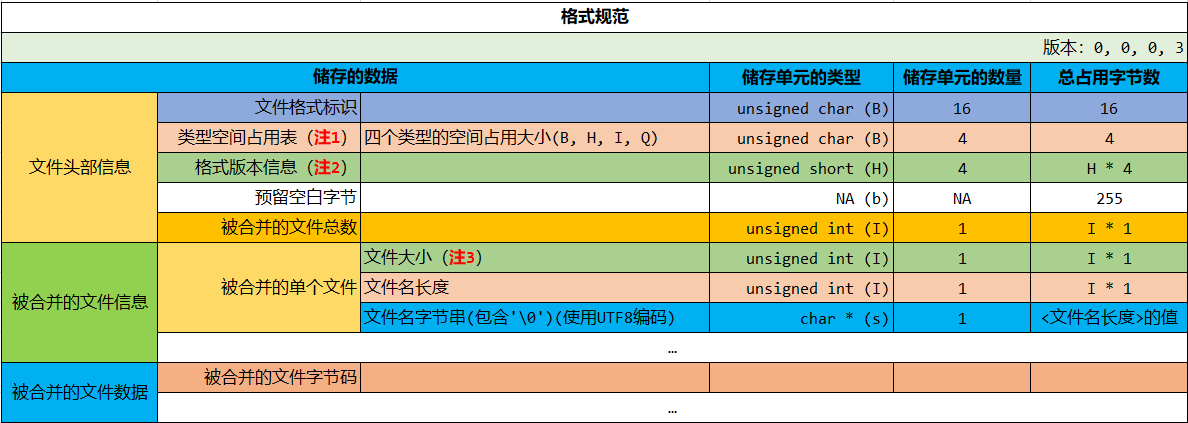 格式规范
版本: 0, 0, 0, 3
储存的数据 储存单元的类型 储存单元的数量 总占用字节数
文件头部信息
文件格式标识 unsigned char (B) 16 16
类型空间占用表（注1） 四个类型的空间占用大小(B, H, I, Q) unsigned char (B) 4 4
格式版本信息（注2） unsigned short (H) 4 H * 4
预留空白字节 NA (b) NA 255
被合并的文件总数 unsigned int (I) 1 I * 1
被合并的文件信息
被合并的单个文件
文件大小（注3） unsigned int (I) 1 I * 1
文件名长度 unsigned int (I) 1 I * 1
文件名字节串(包含'\0')(使用UTF8编码) char * (s) 1 <文件名长度>的值
…
被合并的文件数据
被合并的文件字节码
…